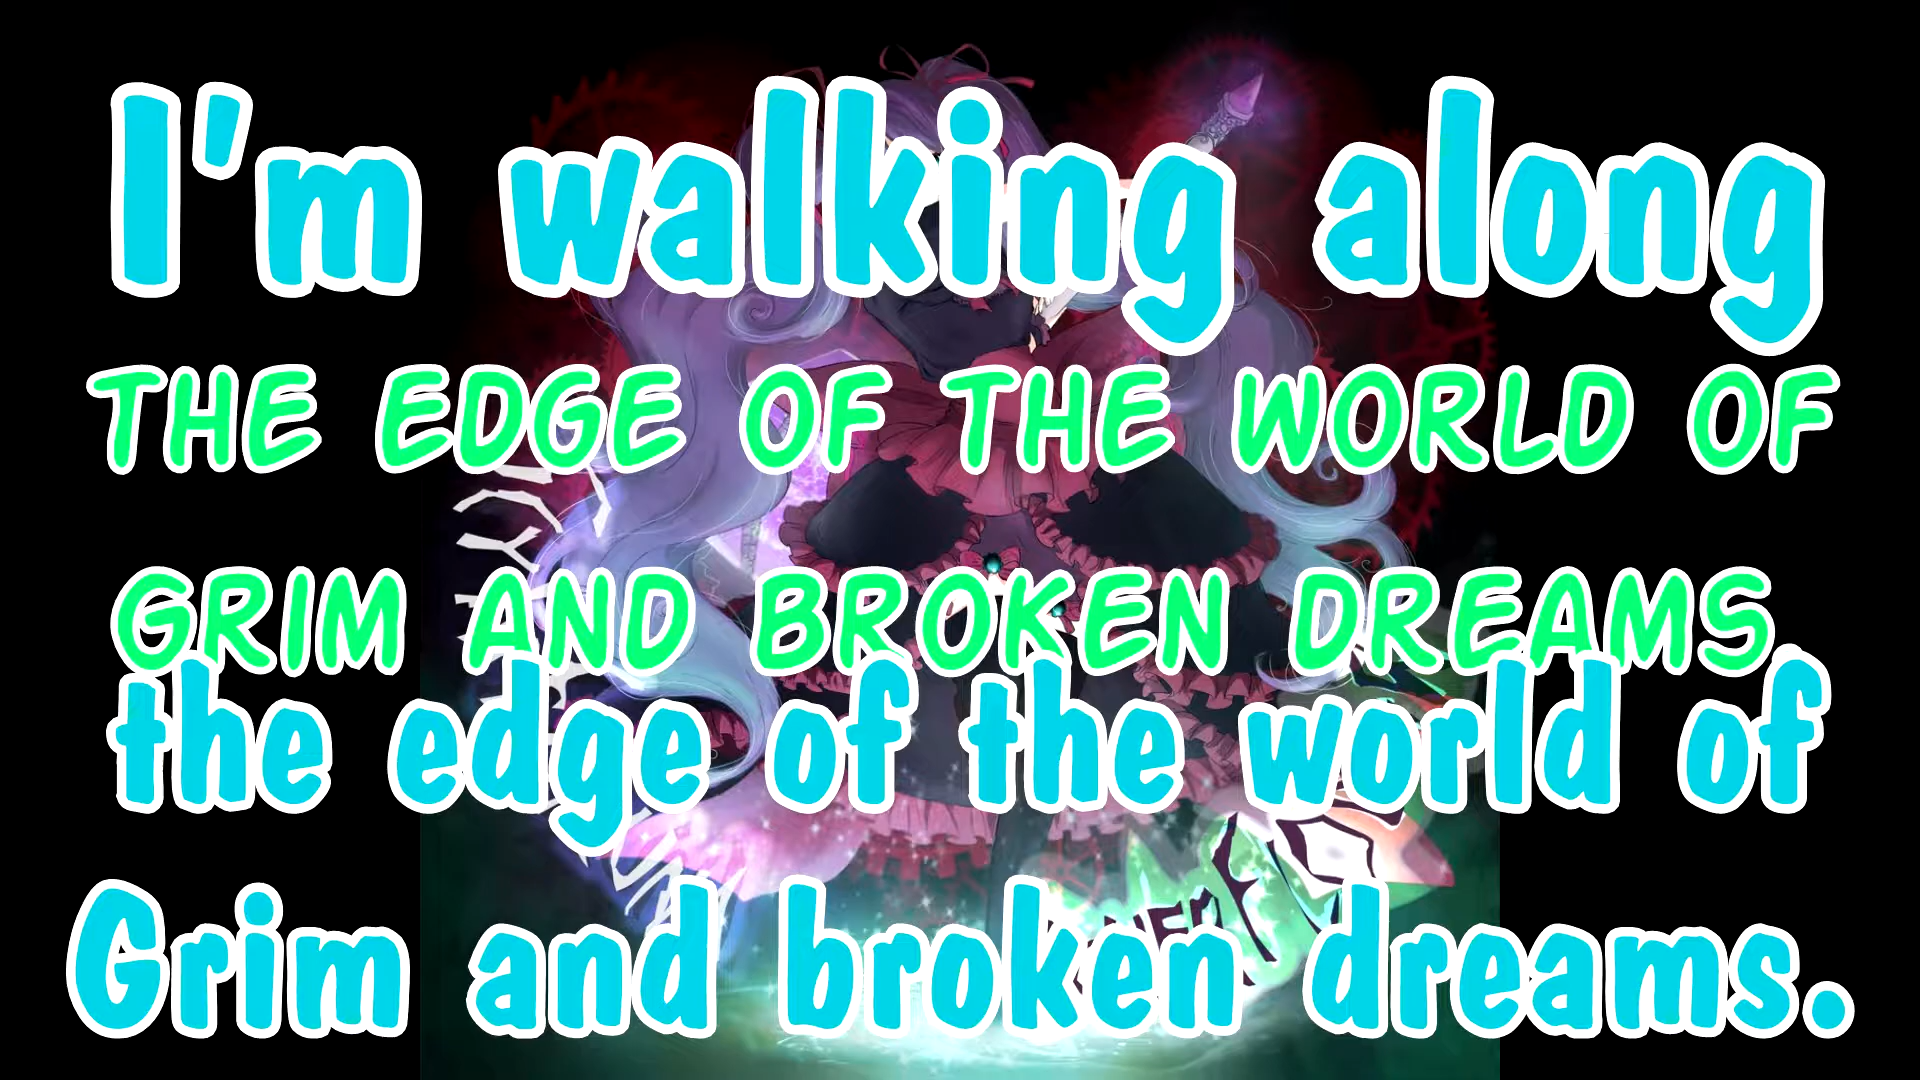 I'm walking along
THE EDGE OF THE WORLD OF
GRIM AND BROKEN DREAMS
the edge of the world of
Grim and broken dreams.